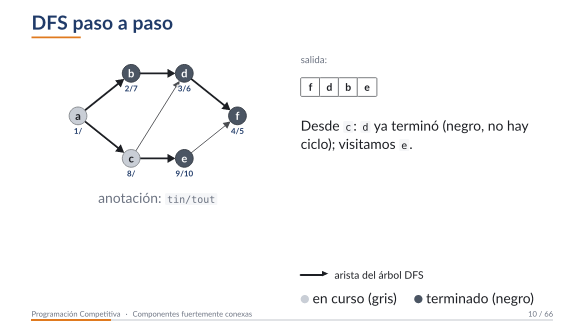 DFS paso a paso
salida:
f d b e
b
2/7
d
3/6
a
1/
f
4/5
c
8/
e
9/10
anotación: tin/tout
Desde c: d ya terminó (negro, no hay
ciclo); visitamos e.
arista del árbol DFS
en curso (gris) terminado (negro)
Programación Competitiva · Componentes fuertemente conexas 10 / 66